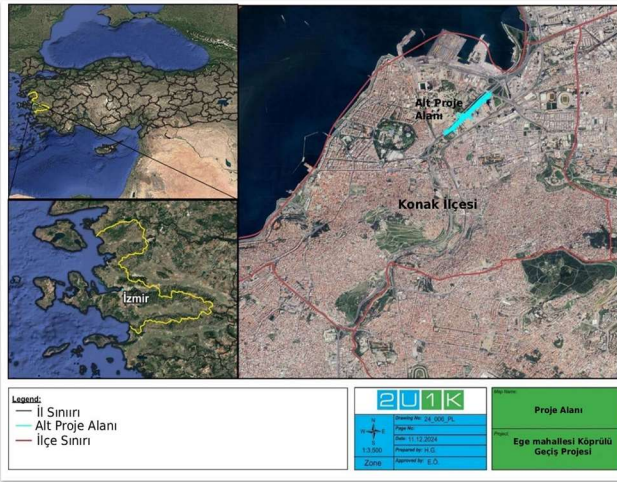 Alt Proje
Alanı
Konak İlçesi
İzmir
Legend:
İl Sınırı
Alt Proje Alanı
İlçe Sınırı
2U1K
N
W
E
S
1:3,500
Zone
Drawing No: 24_006_PL
Page No:
Date: 11.12.2024
Prepared by: H.G.
Approved by: E.Ö.
Map Name:
Proje Alanı
Project:
Ege mahallesi Köprülü
Geçiş Projesi